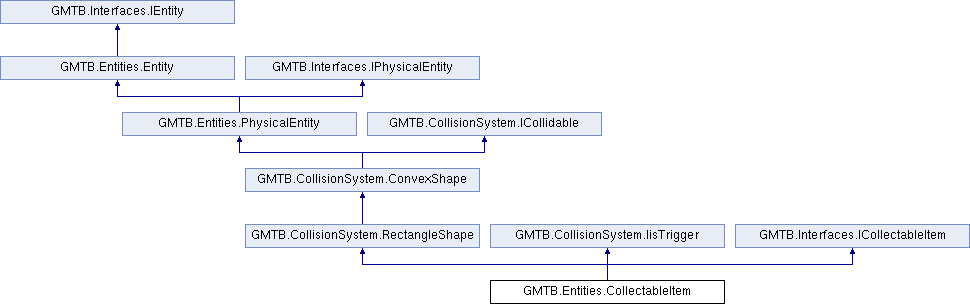 GMTB.Interfaces.IEntity
GMTB.Entities.Entity
GMTB.Interfaces.IPhysicalEntity
GMTB.Entities.PhysicalEntity
GMTB.CollisionSystem.ICollidable
GMTB.CollisionSystem.ConvexShape
GMTB.CollisionSystem.RectangleShape
GMTB.CollisionSystem.IisTrigger
GMTB.Interfaces.ICollectableItem
GMTB.Entities.CollectableItem